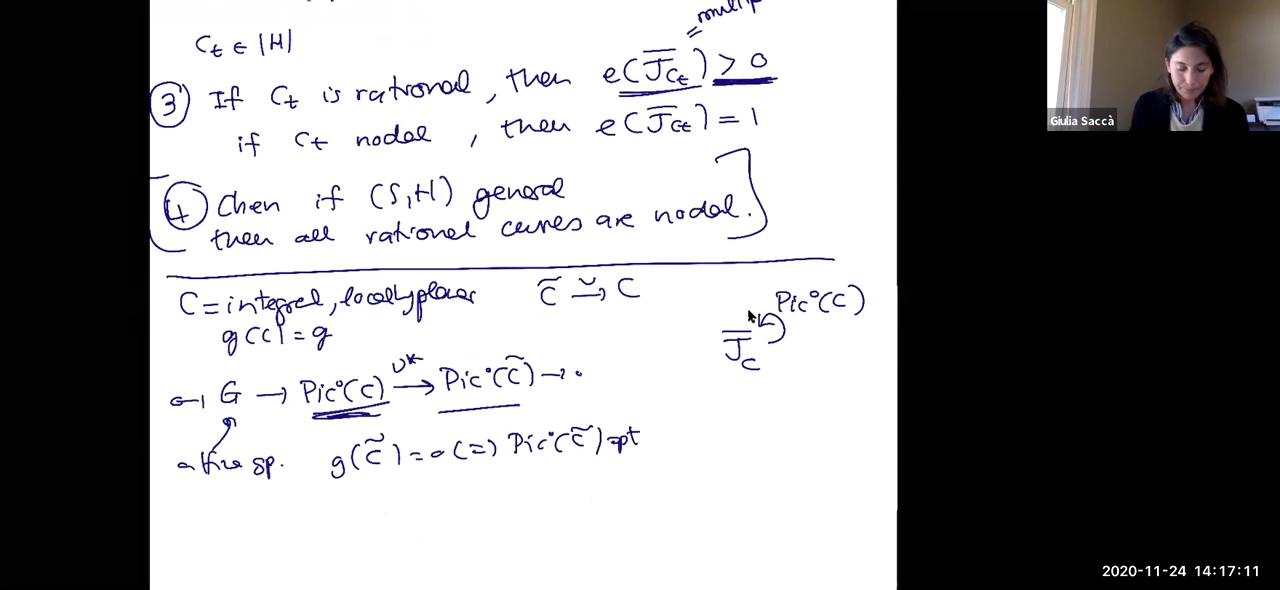 = multip
C_t ∈ |H|
③ If C_t is rational, then e(J̅_{C_t}) > 0
if C_t nodal, then e(J̅_{C_t}) = 1
④ Chen if (S,H) general
then all rational curves are nodal.
C = integral, locally planar C̃ →^ν C
g(C) = g
Pic°(C)
J̅_C
0→ G → Pic°(C) →^{ν*} Pic°(C̃) → 0
affine sp. g(C̃) = 0 (=) Pic°(C̃) = pt
Giulia Saccà
2020-11-24 14:17:11